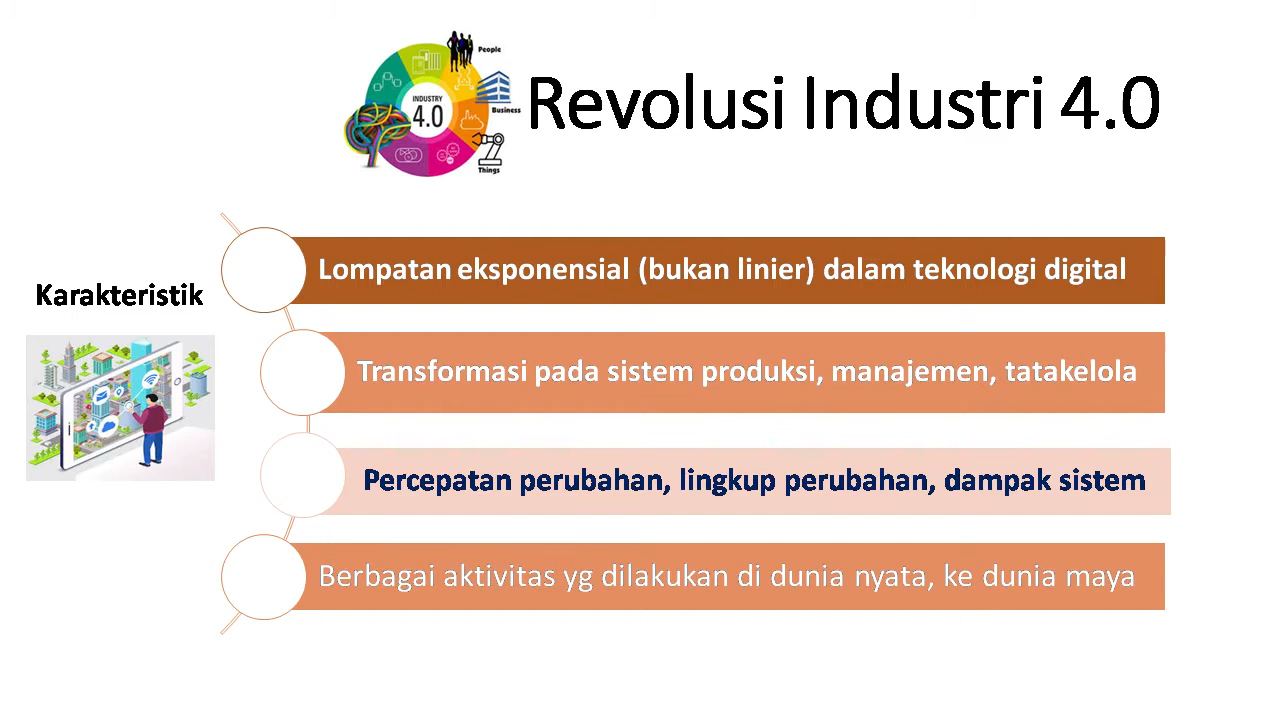 People
INDUSTRY
4.0
Business
Things
Revolusi Industri 4.0
Karakteristik
Lompatan eksponensial (bukan linier) dalam teknologi digital
Transformasi pada sistem produksi, manajemen, tatakelola
Percepatan perubahan, lingkup perubahan, dampak sistem
Berbagai aktivitas yg dilakukan di dunia nyata, ke dunia maya